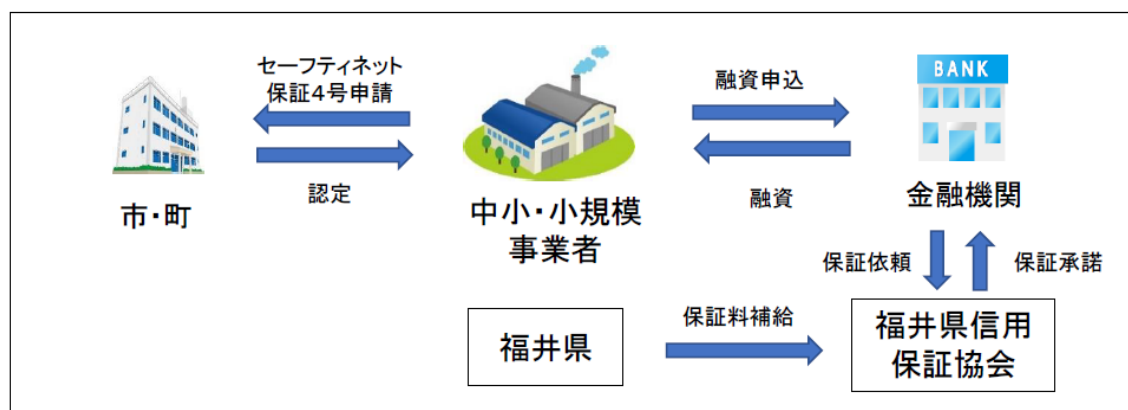 セーフティネット
保証4号申請
認定
市・町
中小・小規模
事業者
融資申込
融資
BANK
金融機関
保証依頼
保証承諾
福井県
保証料補給
福井県信用
保証協会